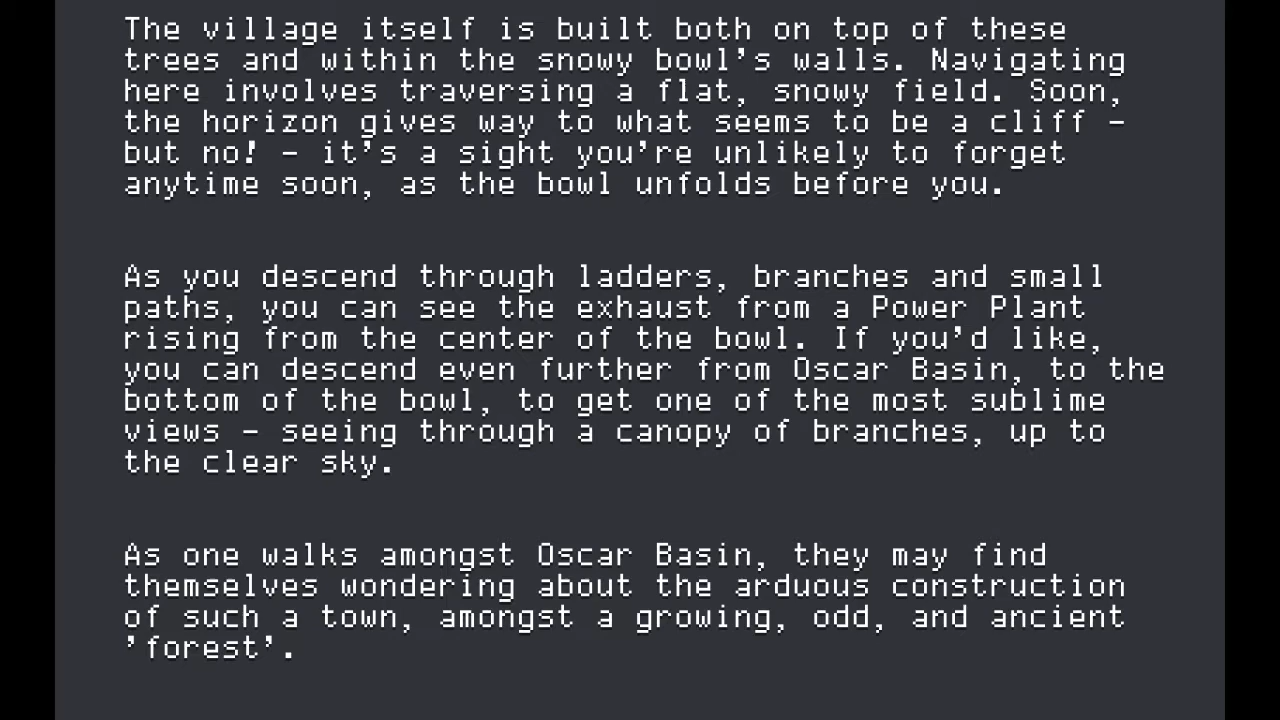 The village itself is built both on top of these
trees and within the snowy bowl's walls. Navigating
here involves traversing a flat, snowy field. Soon,
the horizon gives way to what seems to be a cliff -
but no! - it's a sight you're unlikely to forget
anytime soon, as the bowl unfolds before you.
As you descend through ladders, branches and small
paths, you can see the exhaust from a Power Plant
rising from the center of the bowl. If you'd like,
you can descend even further from Oscar Basin, to the
bottom of the bowl, to get one of the most sublime
views - seeing through a canopy of branches, up to
the clear sky.
As one walks amongst Oscar Basin, they may find
themselves wondering about the arduous construction
of such a town, amongst a growing, odd, and ancient
'forest'.